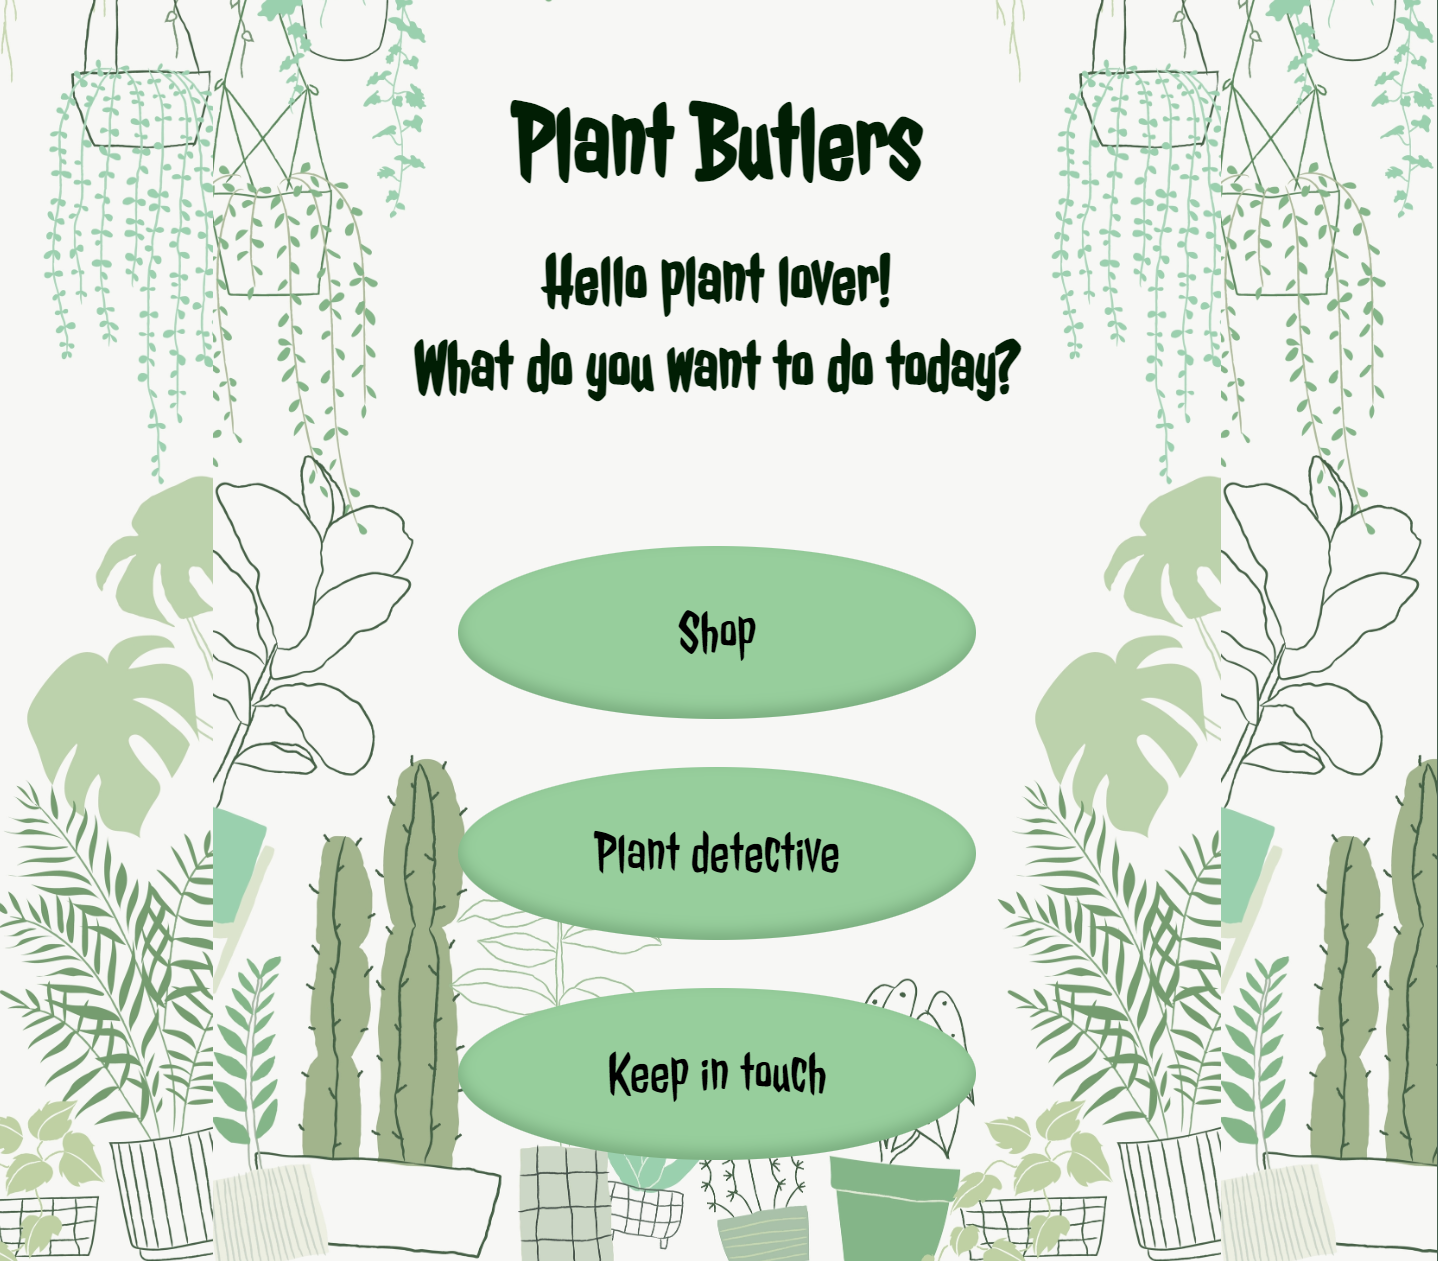 Plant Butlers
Hello plant lover!
What do you want to do today?
Shop
Plant detective
Keep in touch